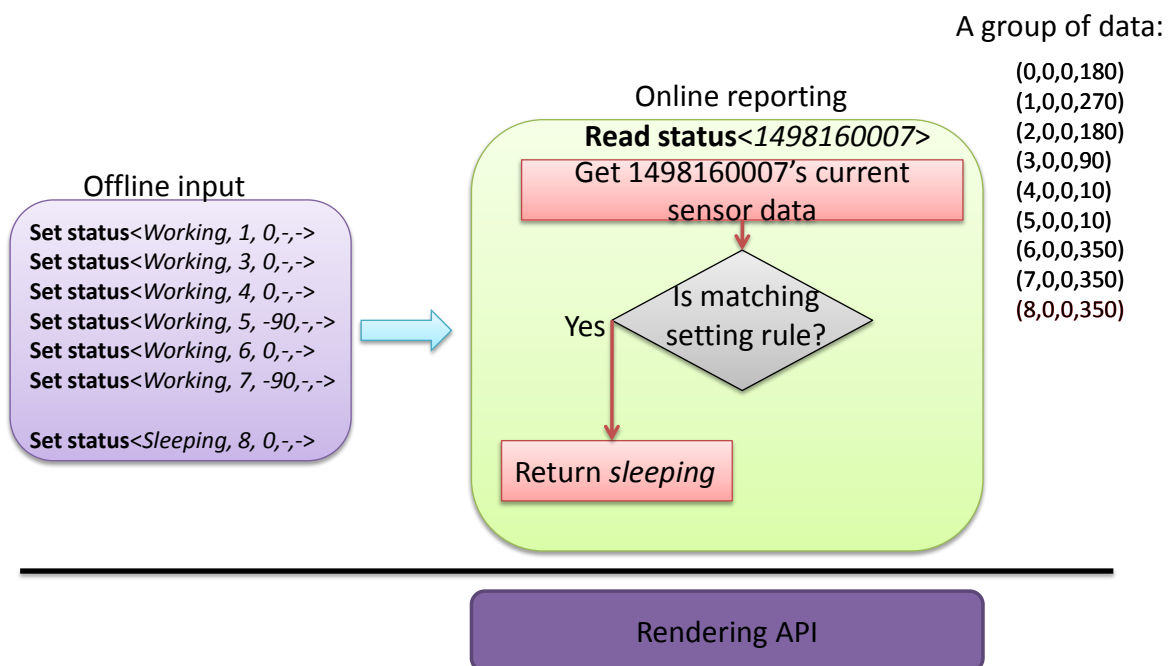 A group of data:
(0,0,0,180)
(1,0,0,270)
(2,0,0,180)
(3,0,0,90)
(4,0,0,10)
(5,0,0,10)
(6,0,0,350)
(7,0,0,350)
(8,0,0,350)
Offline input
Set status<Working, 1, 0,-,->
Set status<Working, 3, 0,-,->
Set status<Working, 4, 0,-,->
Set status<Working, 5, -90,-,->
Set status<Working, 6, 0,-,->
Set status<Working, 7, -90,-,->
Set status<Sleeping, 8, 0,-,->
Online reporting
Read status<1498160007>
Get 1498160007's current
sensor data
Is matching
setting rule?
Yes
Return sleeping
Rendering API